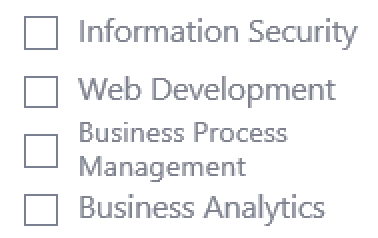 Information Security
Web Development
Business Process
Management
Business Analytics